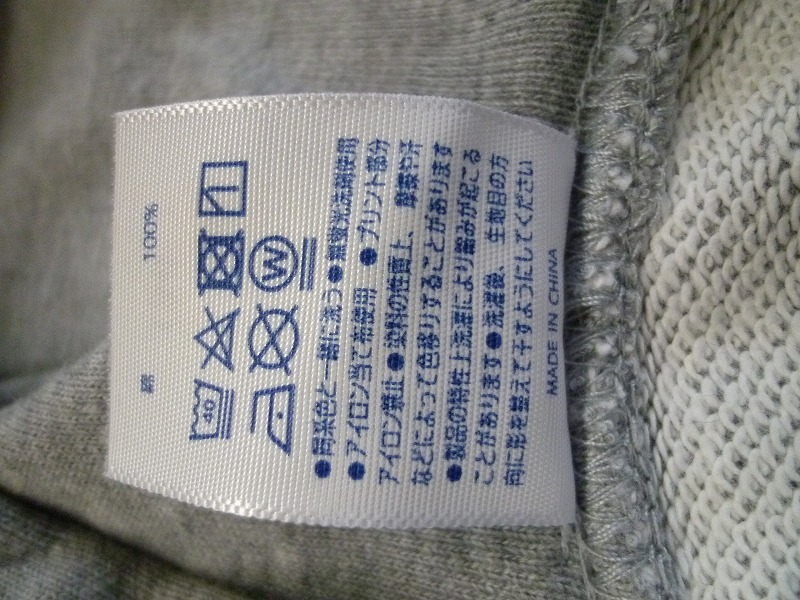 綿 100%
40
W
●同系色と一緒に洗う●無蛍光洗剤使用
●アイロン当て布使用 ●プリント部分
アイロン禁止●染料の性質上、摩擦や汗
などによって色移りすることがあります
●製品の特性上洗濯により縮みが起こる
ことがあります●洗濯後、生地目の方
向に形を整えて干すようにしてください
MADE IN CHINA